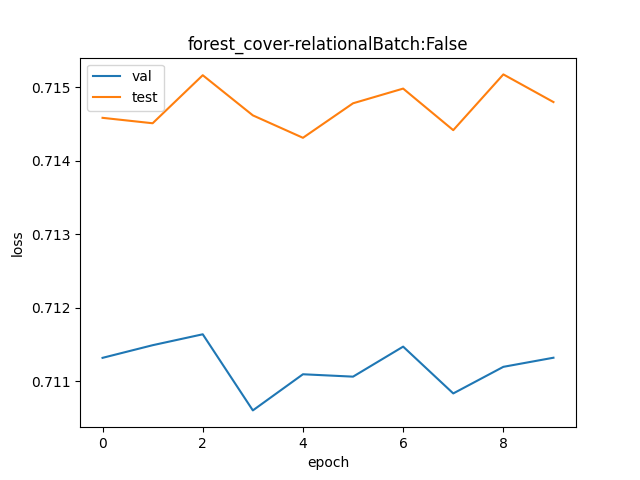 forest_cover-relationalBatch:False
val
test
0.715
0.714
0.713
0.712
0.711
loss
0 2 4 6 8
epoch